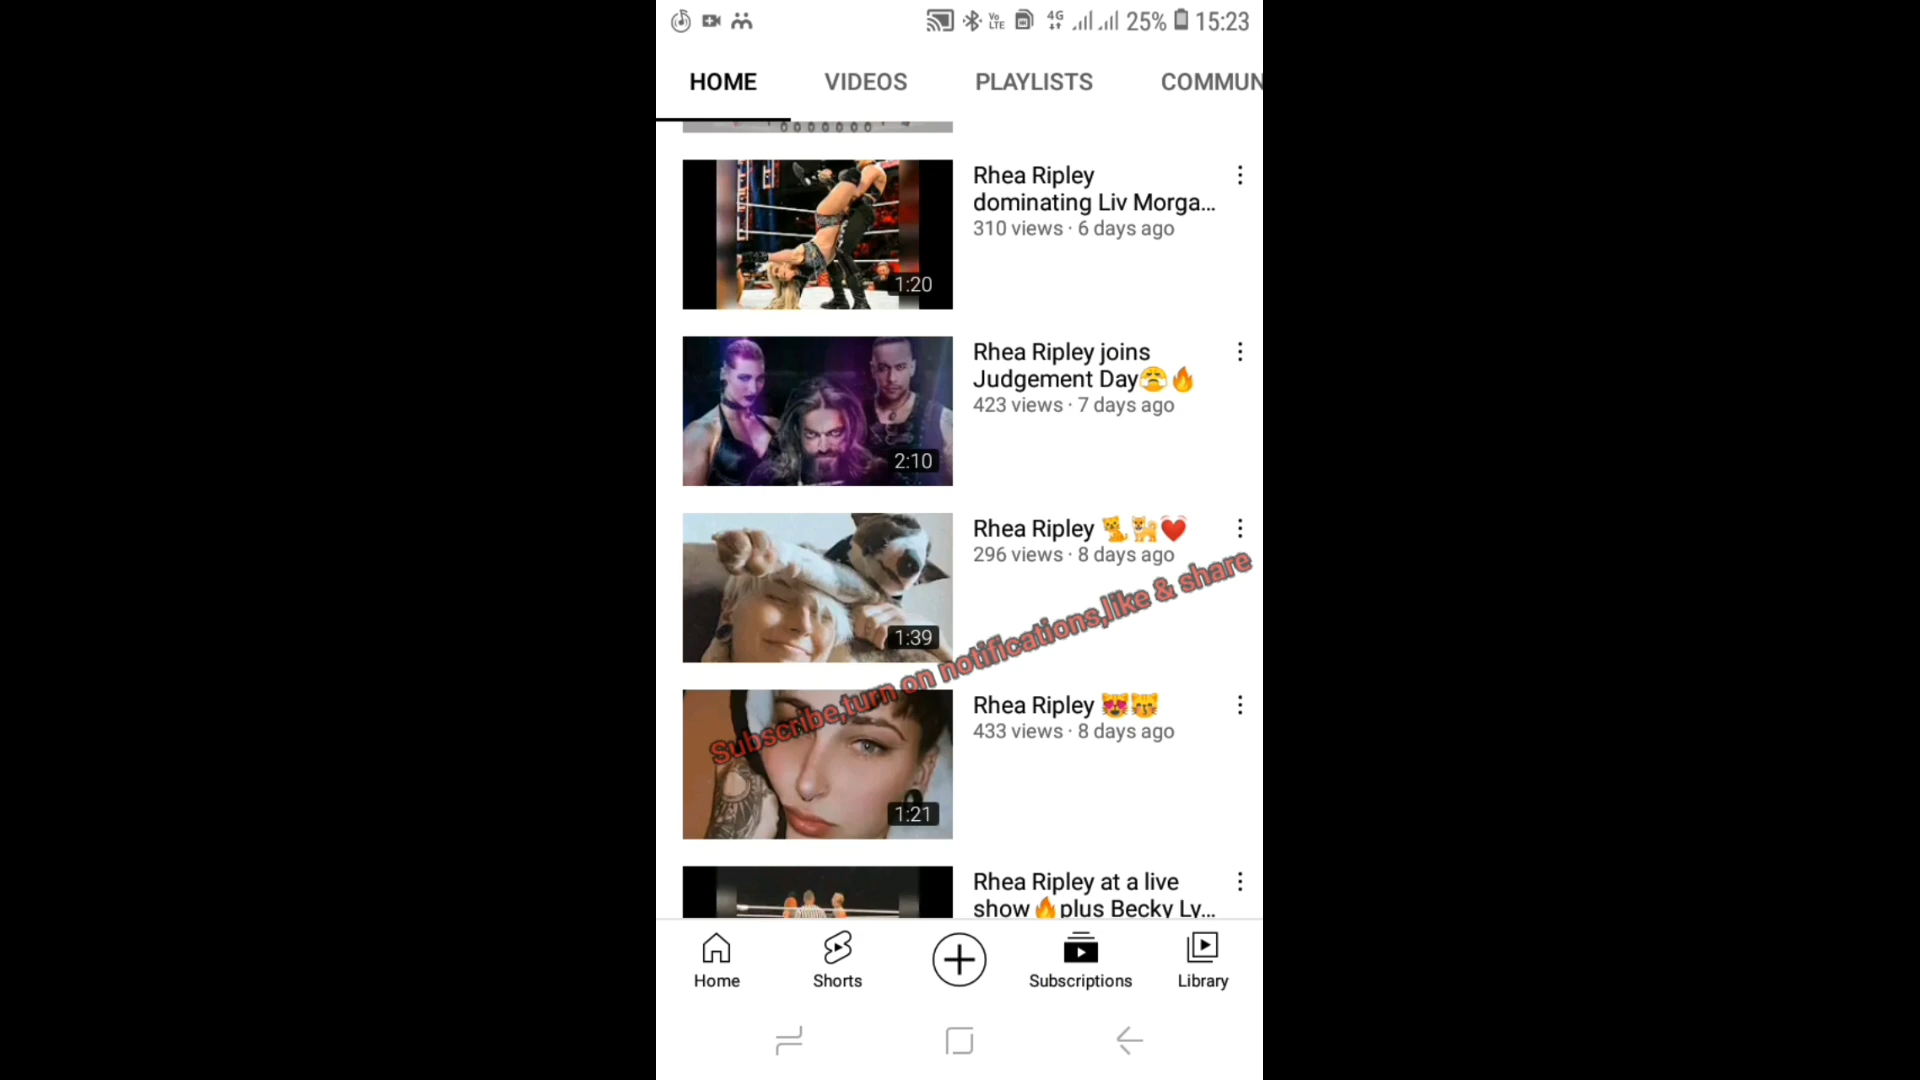 4G
VoLTE
25%
15:23
HOME
VIDEOS
PLAYLISTS
COMMUN
Rhea Ripley
dominating Liv Morga...
310 views · 6 days ago
1:20
Rhea Ripley joins
Judgement Day😤🔥
423 views · 7 days ago
2:10
Rhea Ripley 🐈🐈💓
296 views · 8 days ago
1:39
Subscribe,turn on notifications,like & share
Rhea Ripley 😻😽
433 views · 8 days ago
1:21
Rhea Ripley at a live
show🔥plus Becky Ly...
Home
Shorts
Subscriptions
Library